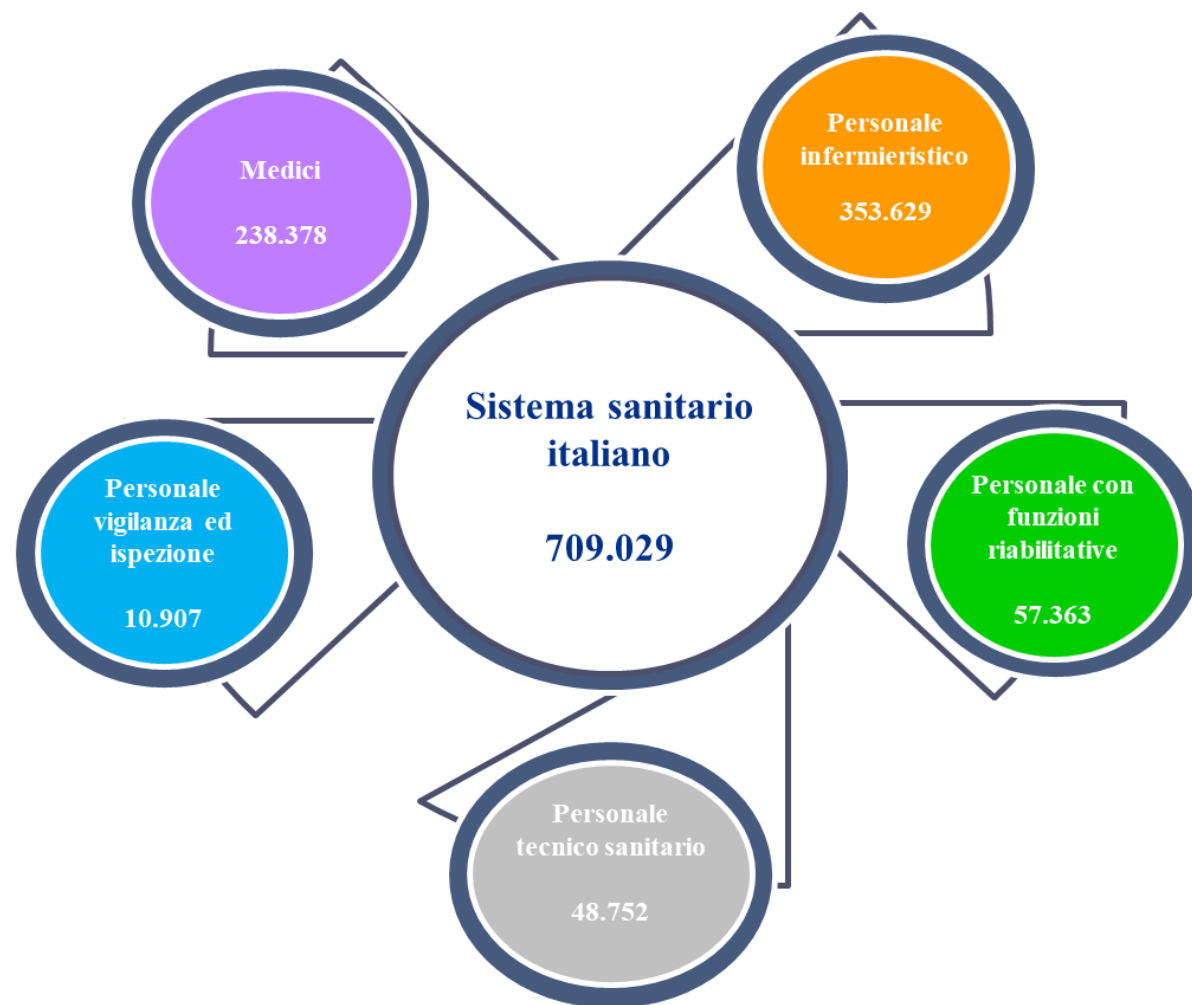 Medici
238.378
Personale
infermieristico
353.629
Sistema sanitario
italiano
709.029
Personale
vigilanza ed
ispezione
10.907
Personale con
funzioni
riabilitative
57.363
Personale
tecnico sanitario
48.752